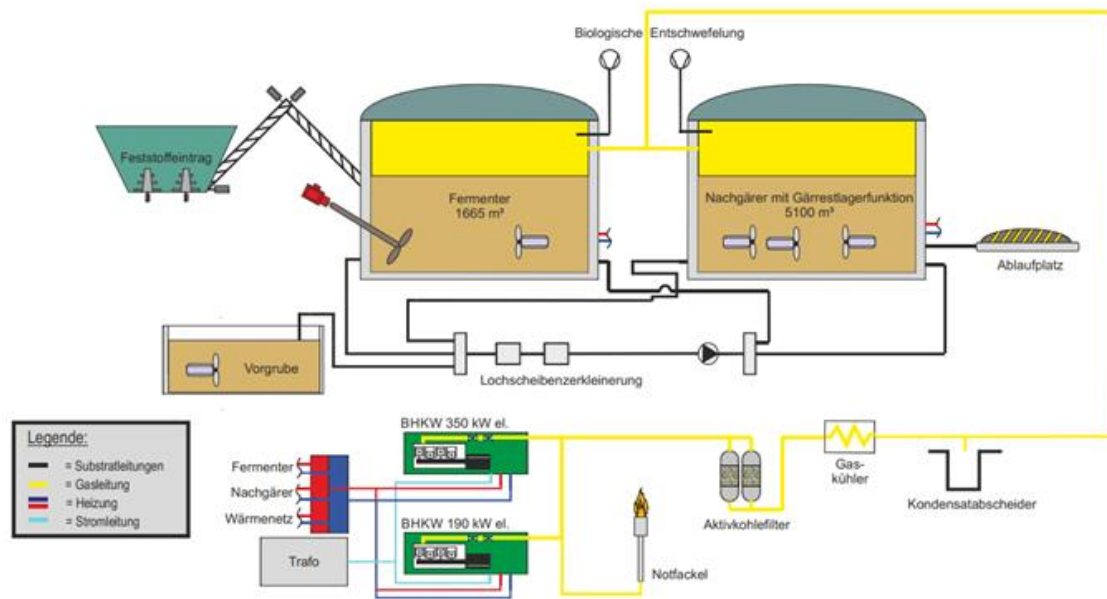 Biologische Entschwefelung
Feststoffeintrag
Fermenter
1665 m³
Nachgärer mit Gärrestlagerfunktion
5100 m³
Ablaufplatz
Vorgrube
Lochscheibenzerkleinerung
Legende:
= Substratleitungen
= Gasleitung
= Heizung
= Stromleitung
BHKW 350 kW el.
Fermenter
Nachgärer
Wärmenetz
BHKW 190 kW el.
Trafo
Notfackel
Aktivkohlefilter
Gas-
kühler
Kondensatabscheider